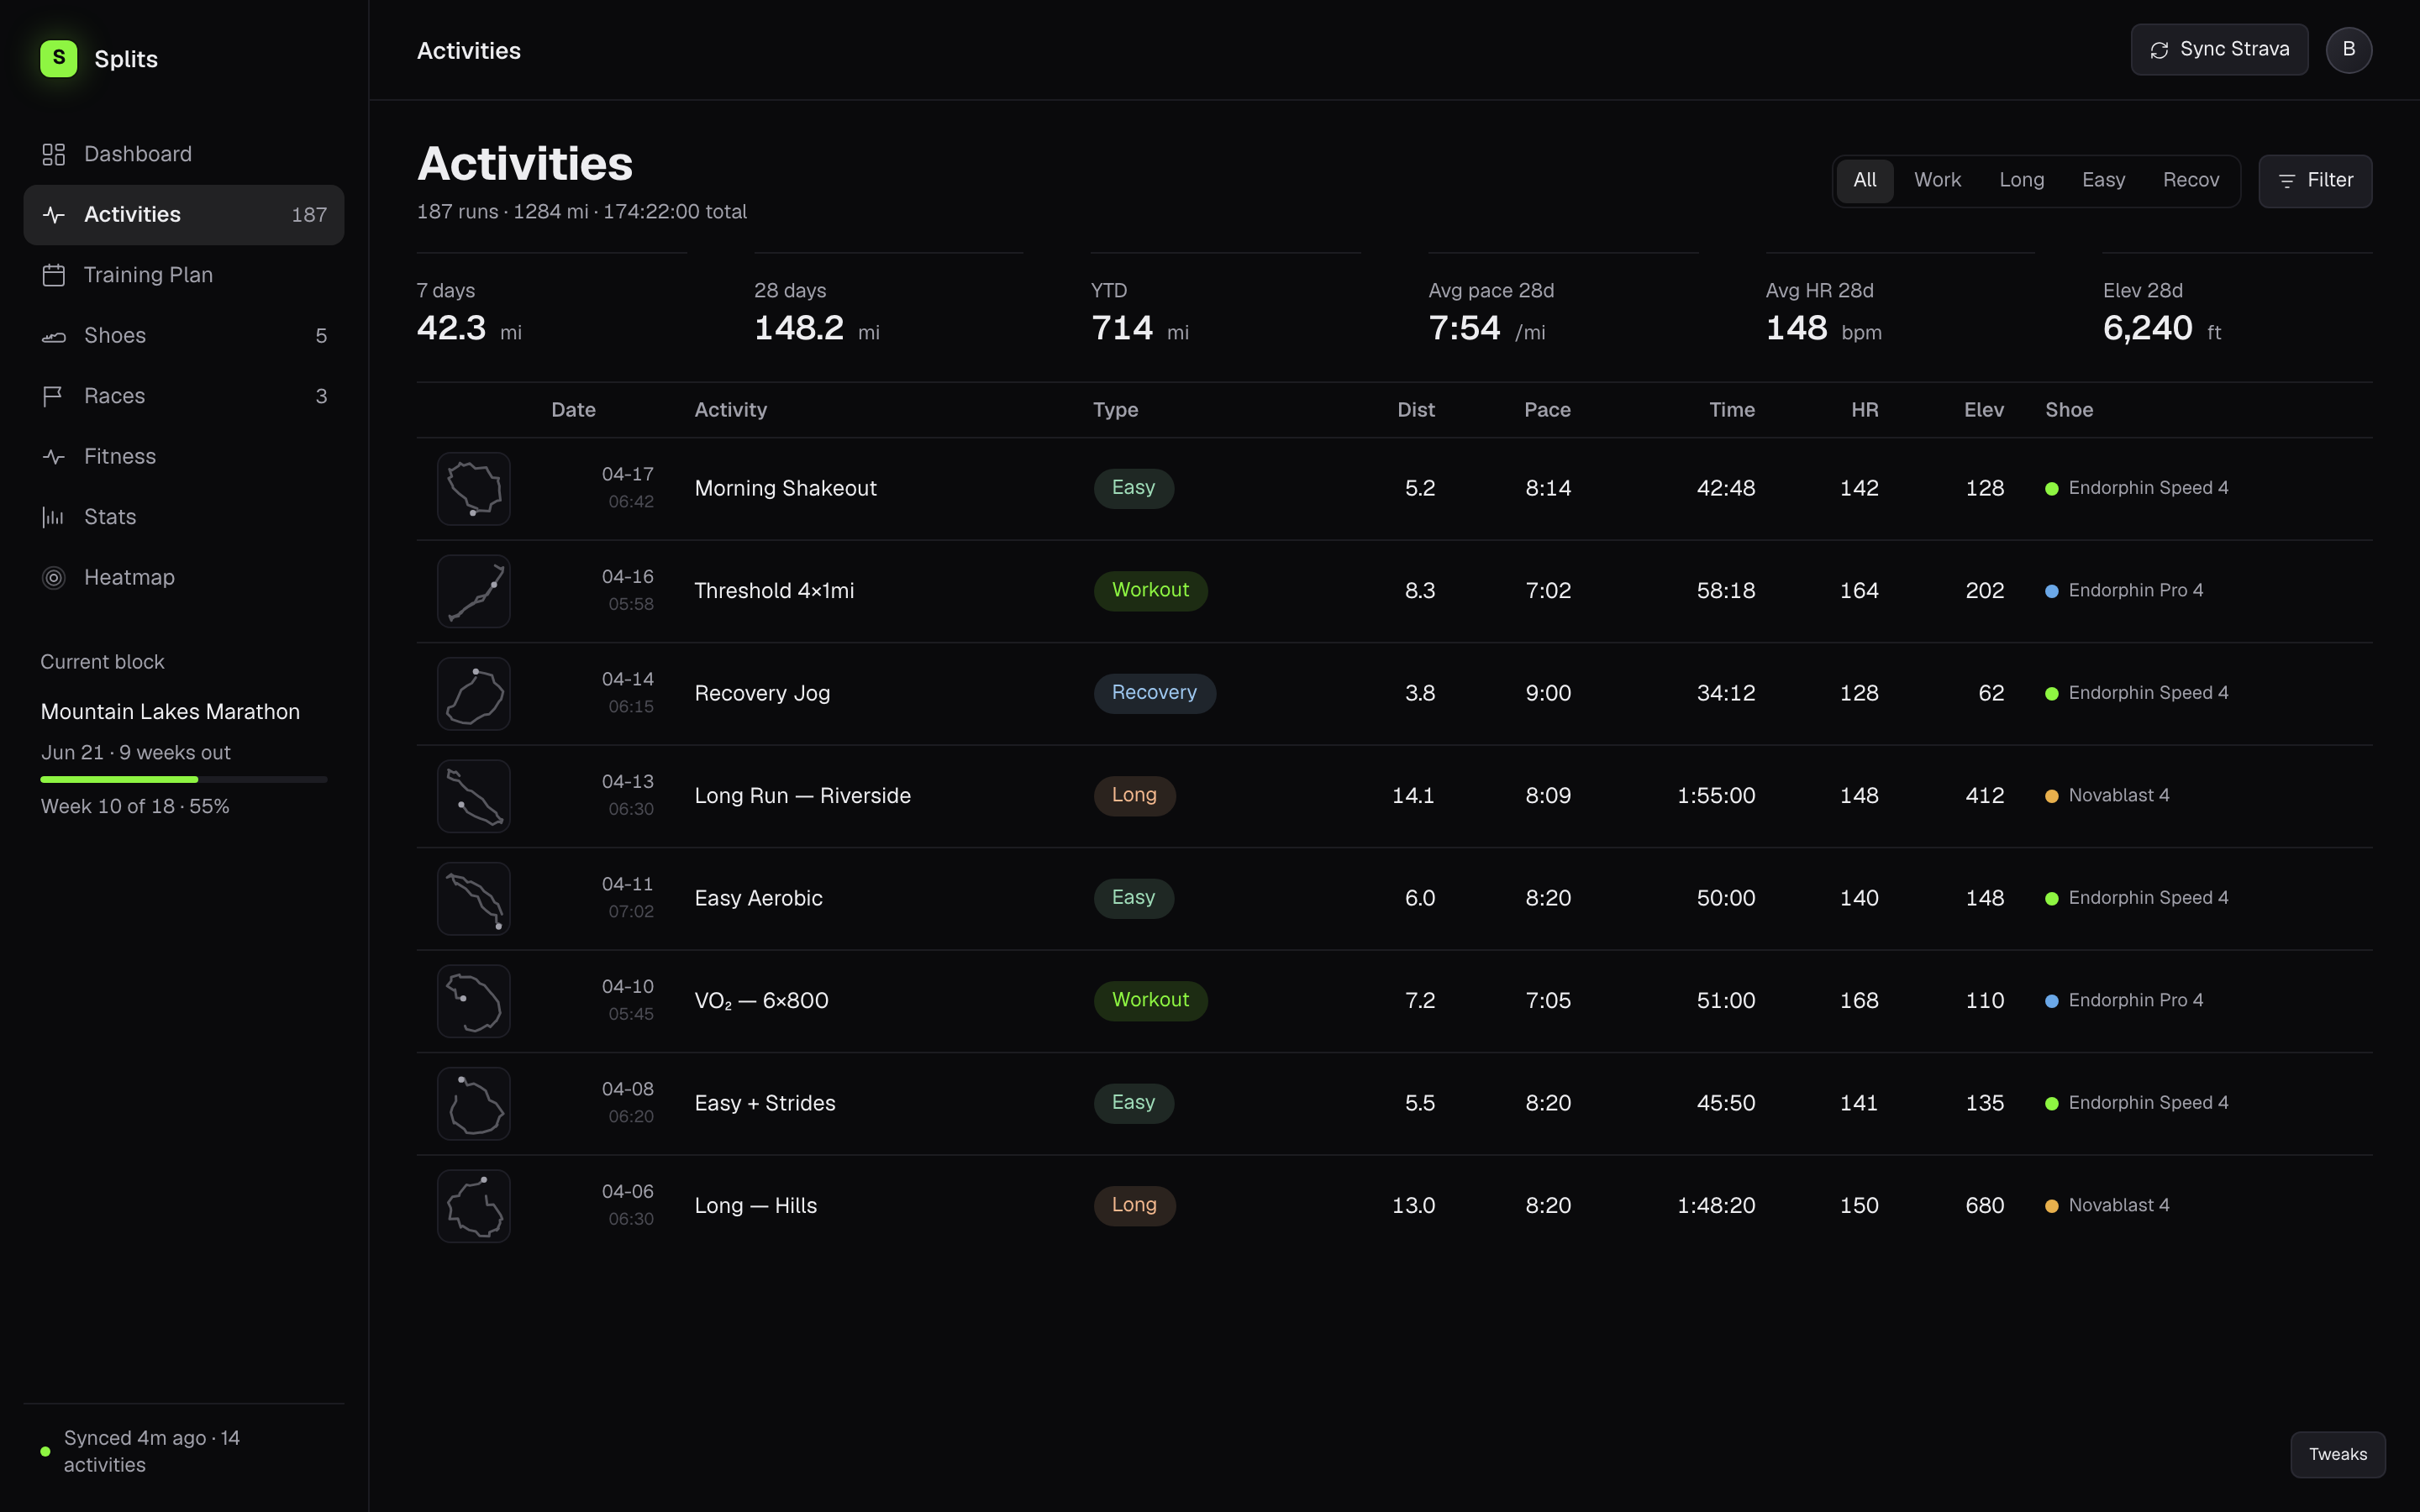 S Splits
Dashboard
Activities 187
Training Plan
Shoes 5
Races 3
Fitness
Stats
Heatmap
Current block
Mountain Lakes Marathon
Jun 21 · 9 weeks out
Week 10 of 18 · 55%
Synced 4m ago · 14
activities
Activities
Sync Strava B
Activities
187 runs · 1284 mi · 174:22:00 total
All Work Long Easy Recov Filter
7 days 28 days YTD Avg pace 28d Avg HR 28d Elev 28d
42.3 mi 148.2 mi 714 mi 7:54 /mi 148 bpm 6,240 ft
Date Activity Type Dist Pace Time HR Elev Shoe
04-17
06:42
Morning Shakeout Easy 5.2 8:14 42:48 142 128 Endorphin Speed 4
04-16
05:58
Threshold 4×1mi Workout 8.3 7:02 58:18 164 202 Endorphin Pro 4
04-14
06:15
Recovery Jog Recovery 3.8 9:00 34:12 128 62 Endorphin Speed 4
04-13
06:30
Long Run — Riverside Long 14.1 8:09 1:55:00 148 412 Novablast 4
04-11
07:02
Easy Aerobic Easy 6.0 8:20 50:00 140 148 Endorphin Speed 4
04-10
05:45
VO₂ — 6×800 Workout 7.2 7:05 51:00 168 110 Endorphin Pro 4
04-08
06:20
Easy + Strides Easy 5.5 8:20 45:50 141 135 Endorphin Speed 4
04-06
06:30
Long — Hills Long 13.0 8:20 1:48:20 150 680 Novablast 4
Tweaks